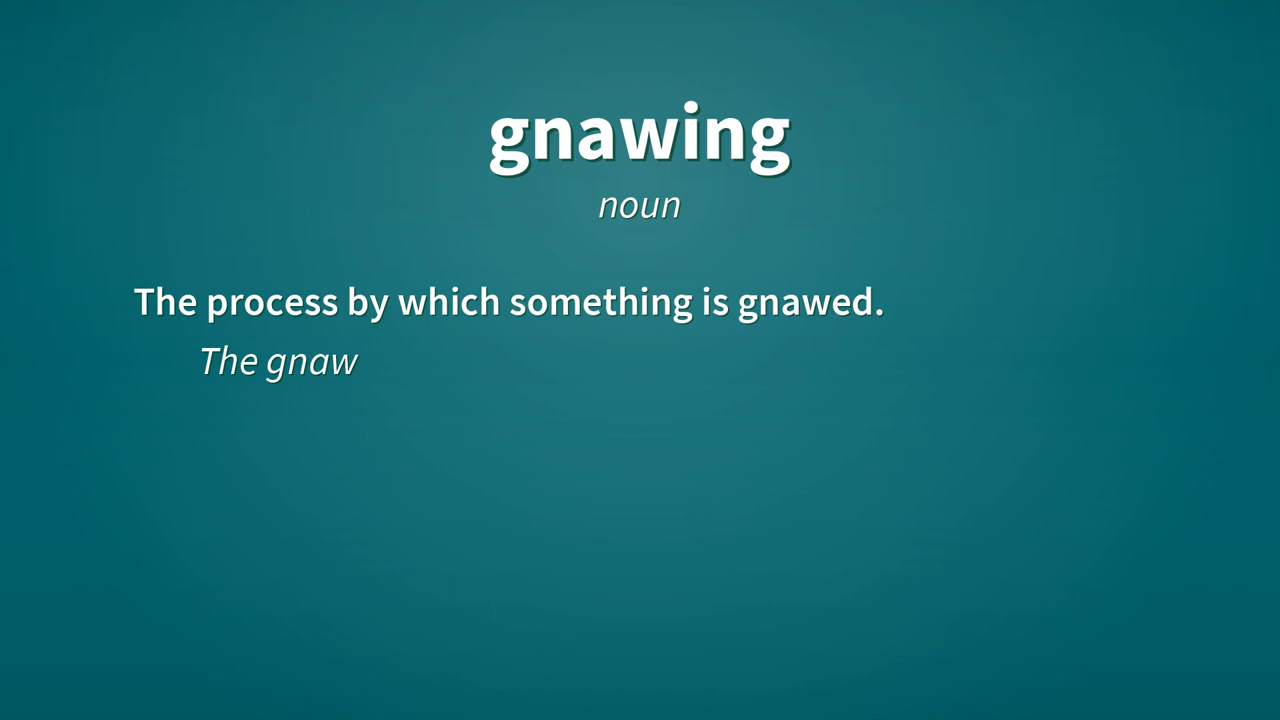 gnawing
noun
The process by which something is gnawed.
The gnaw